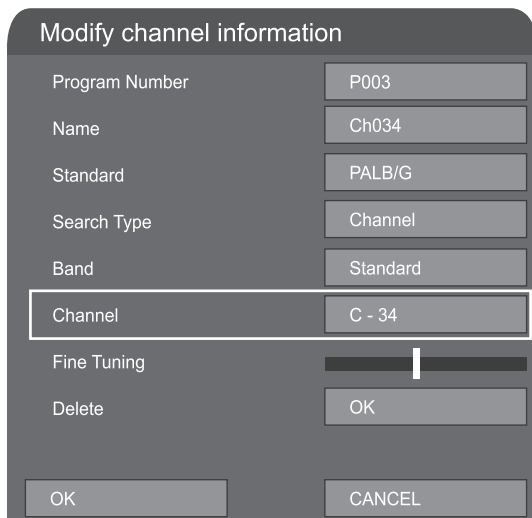 Modify channel information
Program Number P003
Name Ch034
Standard PALB/G
Search Type Channel
Band Standard
Channel C - 34
Fine Tuning
Delete OK
OK CANCEL